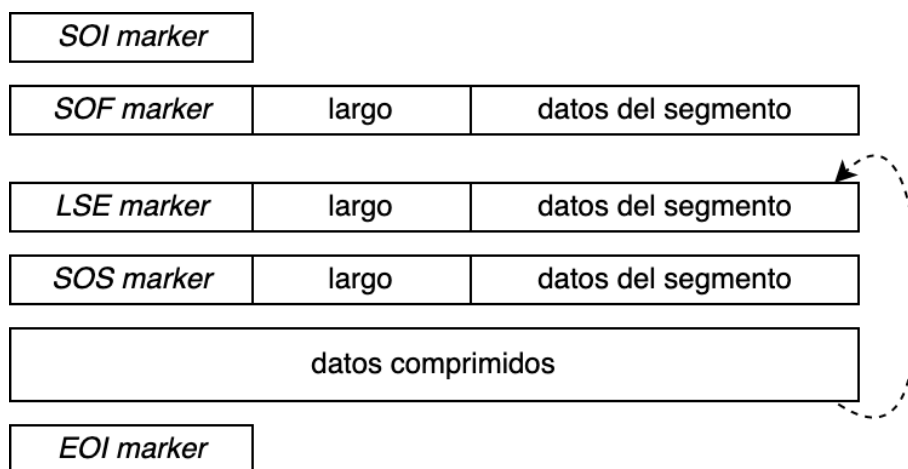 SOI marker
SOF marker largo datos del segmento
LSE marker largo datos del segmento
SOS marker largo datos del segmento
datos comprimidos
EOI marker